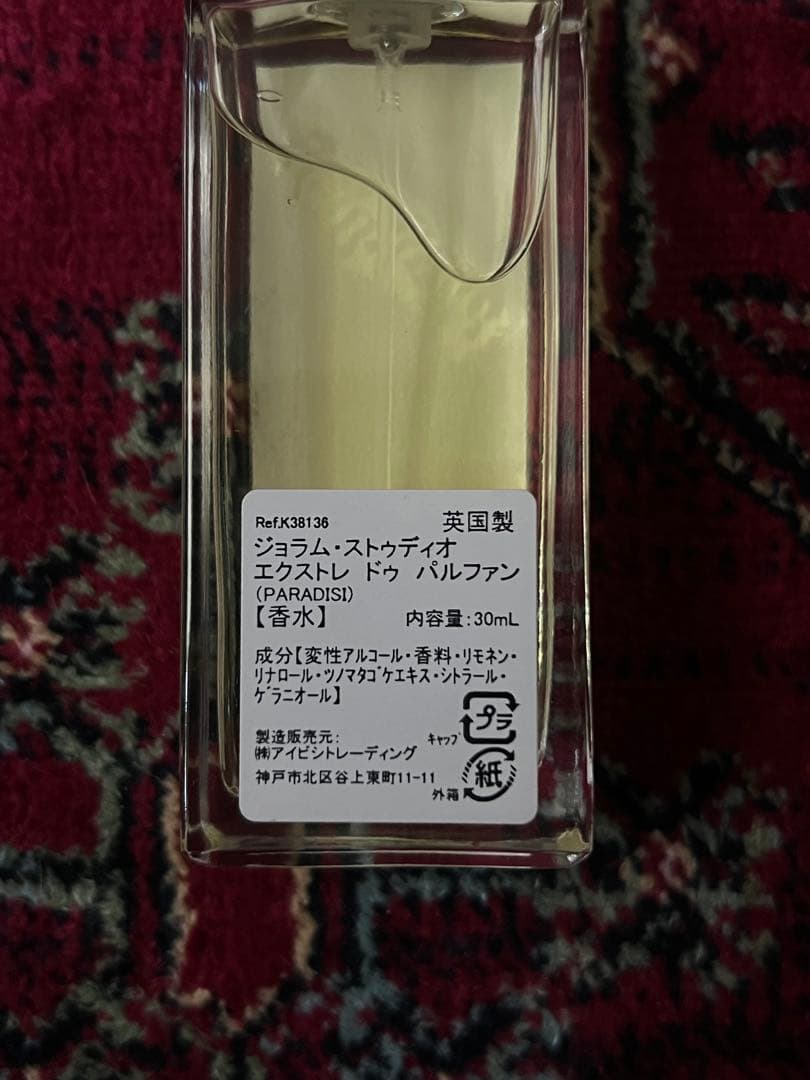 Ref.K38136 英国製
ジョラム・ストゥディオ
エクストレ ドゥ パルファン
(PARADISI)
【香水】 内容量:30mL
成分【変性アルコール・香料・リモネン・
リナロール・ツノマタゴケエキス・シトラール・
ゲラニオール】
プラ
製造販売元: キャップ
㈱アイビシトレーディング
紙
神戸市北区谷上東町11-11
外箱